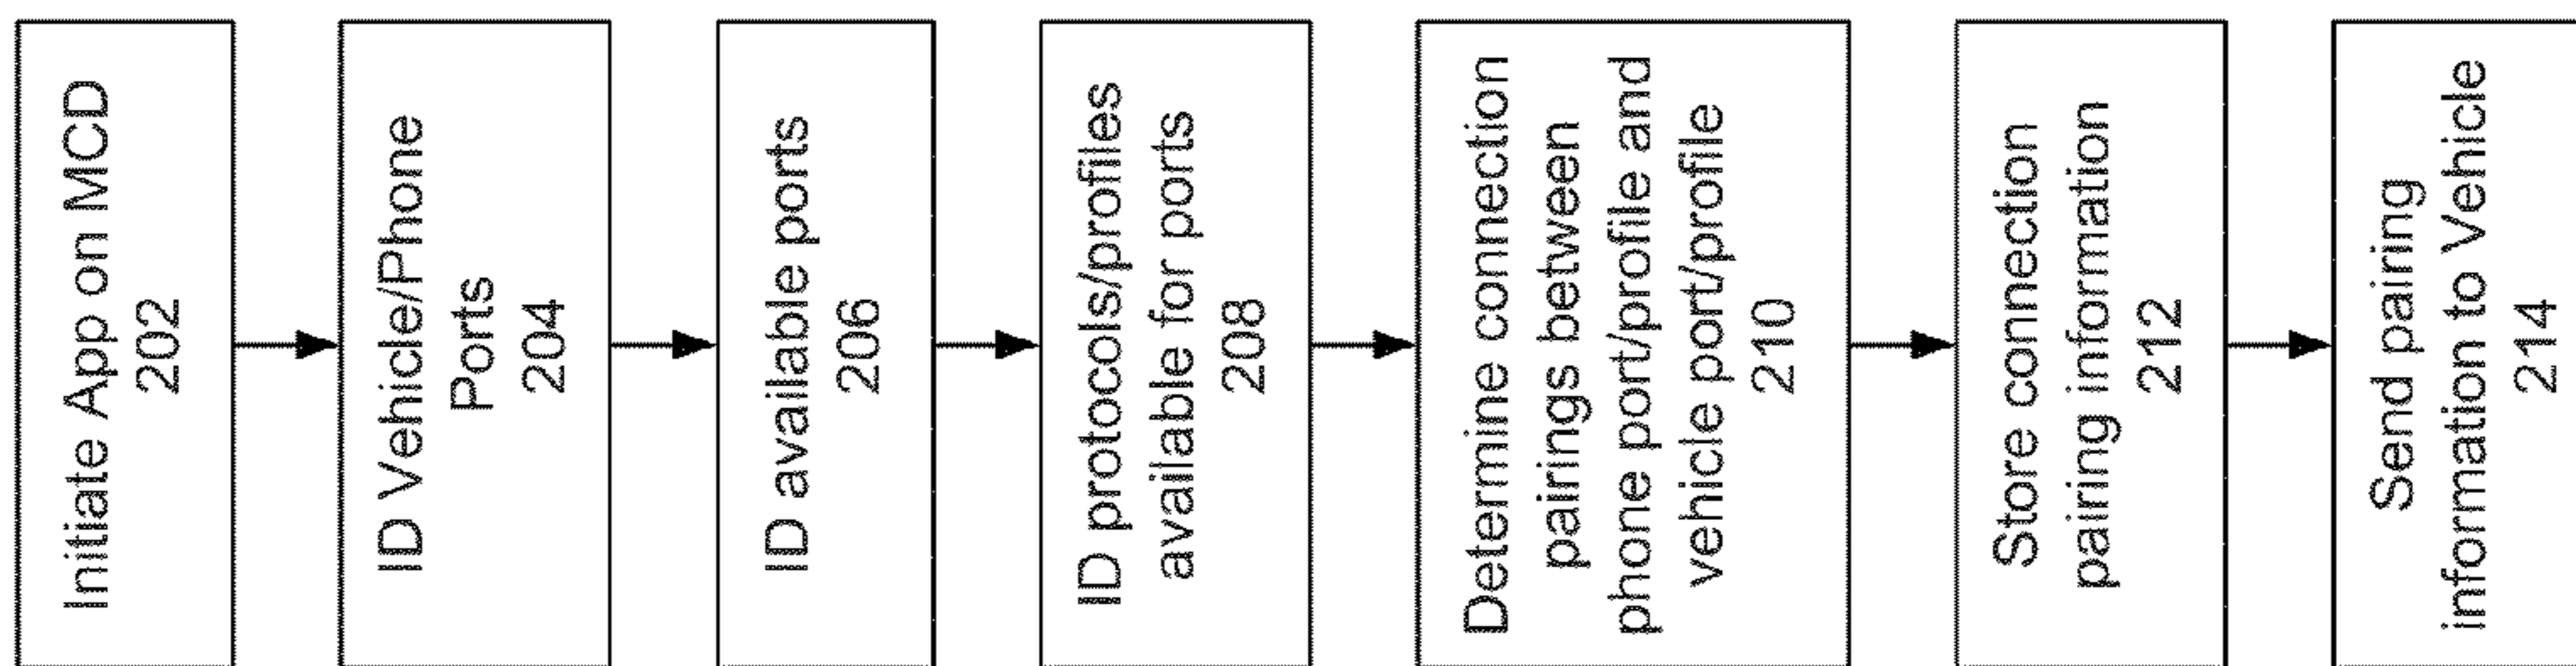 Initiate App on MCD
202
ID Vehicle/Phone
Ports
204
ID available ports
206
ID protocols/profiles
available for ports
208
Determine connection
pairings between
phone port/profile and
vehicle port/profile
210
Store connection
pairing information
212
Send pairing
information to Vehicle
214